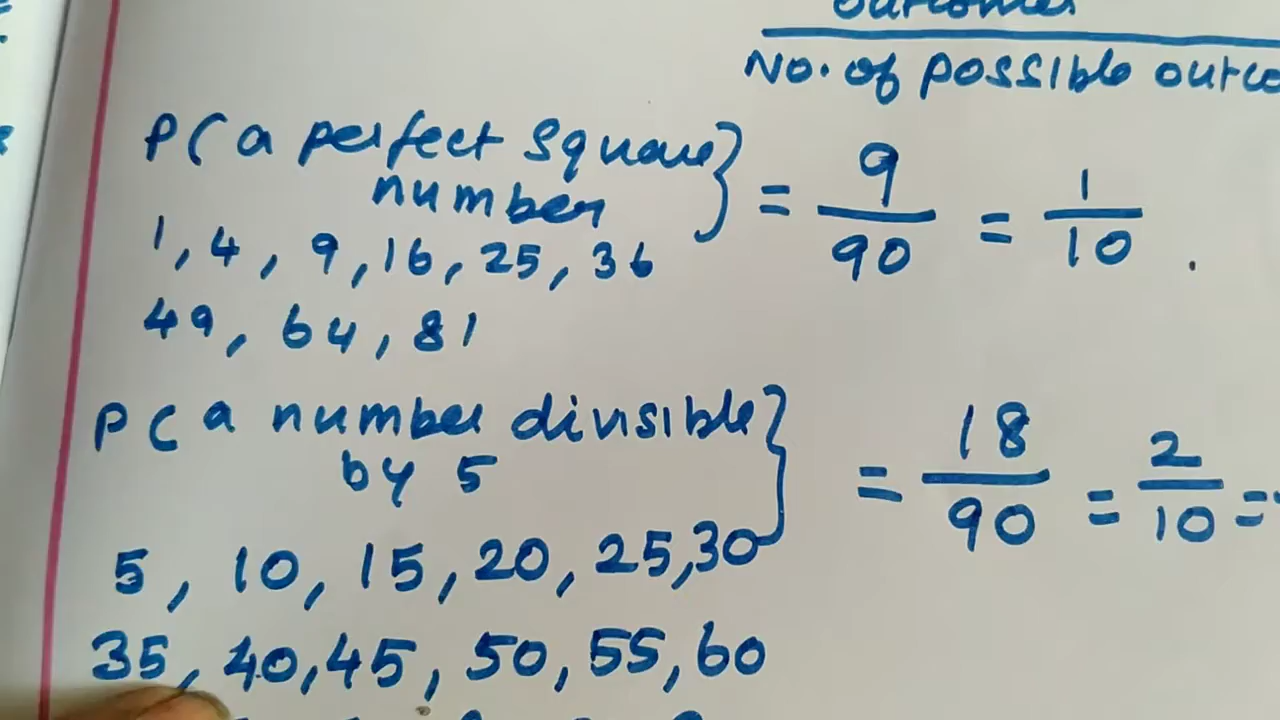 No. of possible
P( a perfect square } = 9/90 = 1/10 .
number
1, 4, 9, 16, 25, 36
49, 64, 81
P( a number divisible } = 18/90 = 2/10 =
by 5
5, 10, 15, 20, 25, 30
35, 40, 45, 50, 55, 60